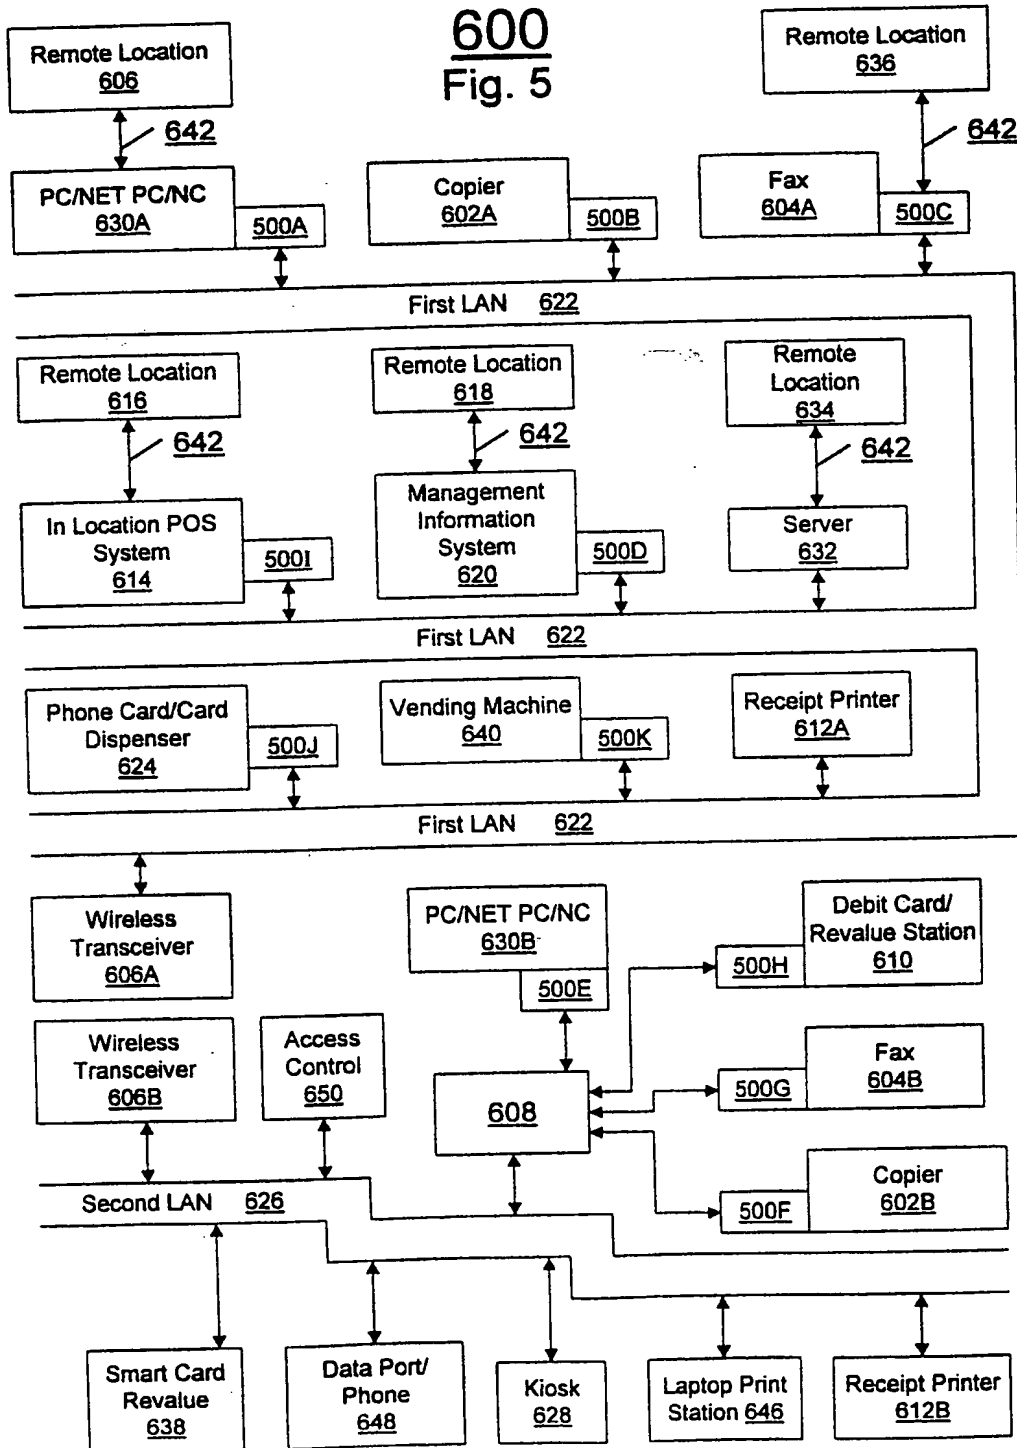 600
Fig. 5
Remote Location
606
Remote Location
636
642
642
PC/NET PC/NC
630A
500A
Copier
602A
500B
Fax
604A
500C
First LAN 622
Remote Location
616
Remote Location
618
Remote
Location
634
642
642
642
In Location POS
System
614
500I
Management
Information
System
620
500D
Server
632
First LAN 622
Phone Card/Card
Dispenser
624
500J
Vending Machine
640
500K
Receipt Printer
612A
First LAN 622
Wireless
Transceiver
606A
PC/NET PC/NC
630B
500E
Debit Card/
Revalue Station
610
500H
Wireless
Transceiver
606B
Access
Control
650
608
Fax
604B
500G
Copier
602B
500F
Second LAN 626
Smart Card
Revalue
638
Data Port/
Phone
648
Kiosk
628
Laptop Print
Station 646
Receipt Printer
612B